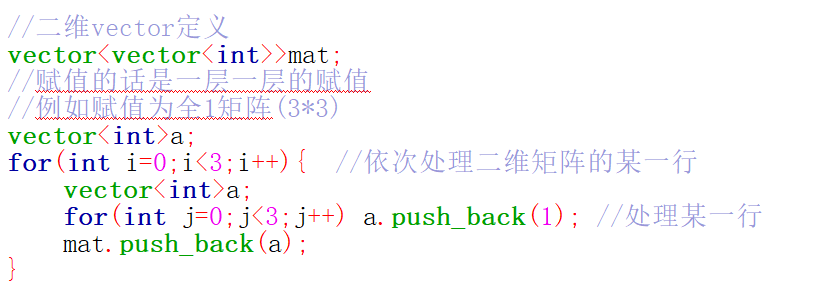 //二维vector定义
vector<vector<int>>mat;
//赋值的话是一层一层的赋值
//例如赋值为全1矩阵(3*3)
vector<int>a;
for(int i=0;i<3;i++){  //依次处理二维矩阵的某一行
    vector<int>a;
    for(int j=0;j<3;j++) a.push_back(1); //处理某一行
    mat.push_back(a);
}